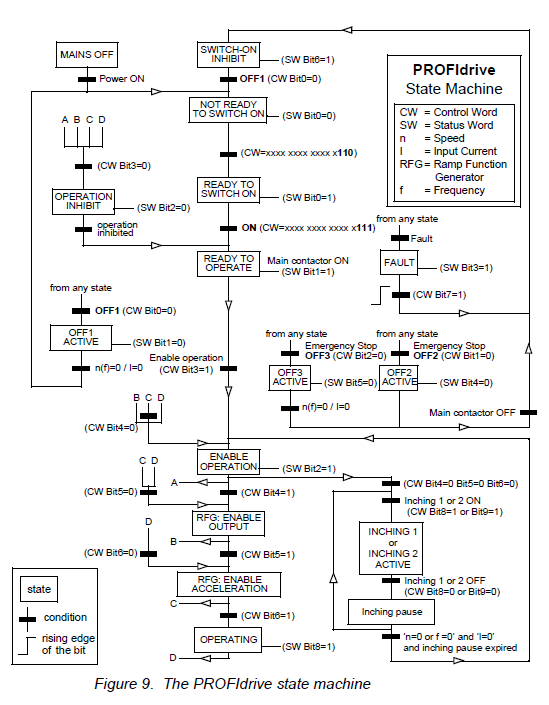 MAINS OFF
Power ON
SWITCH-ON
INHIBIT
(SW Bit6=1)
OFF1 (CW Bit0=0)
NOT READY
TO SWITCH ON
(SW Bit0=0)
A B C D
(CW Bit3=0)
(CW=xxxx xxxx xxxx x110)
OPERATION
INHIBIT
(SW Bit2=0)
operation
inhibited
READY TO
SWITCH ON
(SW Bit0=1)
ON (CW=xxxx xxxx xxxx x111)
READY TO
OPERATE
Main contactor ON
(SW Bit1=1)
PROFIdrive
State Machine
CW = Control Word
SW = Status Word
n = Speed
I = Input Current
RFG = Ramp Function
Generator
f = Frequency
from any state
Fault
FAULT
(SW Bit3=1)
(CW Bit7=1)
from any state
OFF1 (CW Bit0=0)
OFF1
ACTIVE
(SW Bit1=0)
n(f)=0 / I=0
Enable operation
(CW Bit3=1)
from any state
Emergency Stop
OFF3 (CW Bit2=0)
OFF3
ACTIVE
(SW Bit5=0)
n(f)=0 / I=0
from any state
Emergency Stop
OFF2 (CW Bit1=0)
OFF2
ACTIVE
(SW Bit4=0)
Main contactor OFF
B C D
(CW Bit4=0)
ENABLE
OPERATION
(SW Bit2=1)
A
(CW Bit4=1)
C D
(CW Bit5=0)
RFG: ENABLE
OUTPUT
B
(CW Bit5=1)
D
(CW Bit6=0)
RFG: ENABLE
ACCELERATION
C
(CW Bit6=1)
OPERATING
(SW Bit8=1)
D
(CW Bit4=0 Bit5=0 Bit6=0)
Inching 1 or 2 ON
(CW Bit8=1 or Bit9=1)
INCHING 1
or
INCHING 2
ACTIVE
Inching 1 or 2 OFF
(CW Bit8=0 or Bit9=0)
Inching pause
'n=0 or f =0' and 'I=0'
and inching pause expired
state
condition
rising edge
of the bit
Figure 9. The PROFIdrive state machine